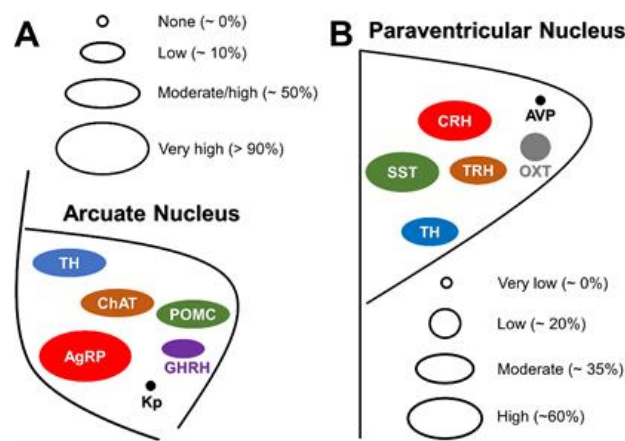 A
None (~ 0%)
Low (~ 10%)
Moderate/high (~ 50%)
Very high (> 90%)
Arcuate Nucleus
TH
ChAT
POMC
AgRP
GHRH
Kp
B
Paraventricular Nucleus
AVP
CRH
OXT
SST
TRH
TH
Very low (~ 0%)
Low (~ 20%)
Moderate (~ 35%)
High (~60%)